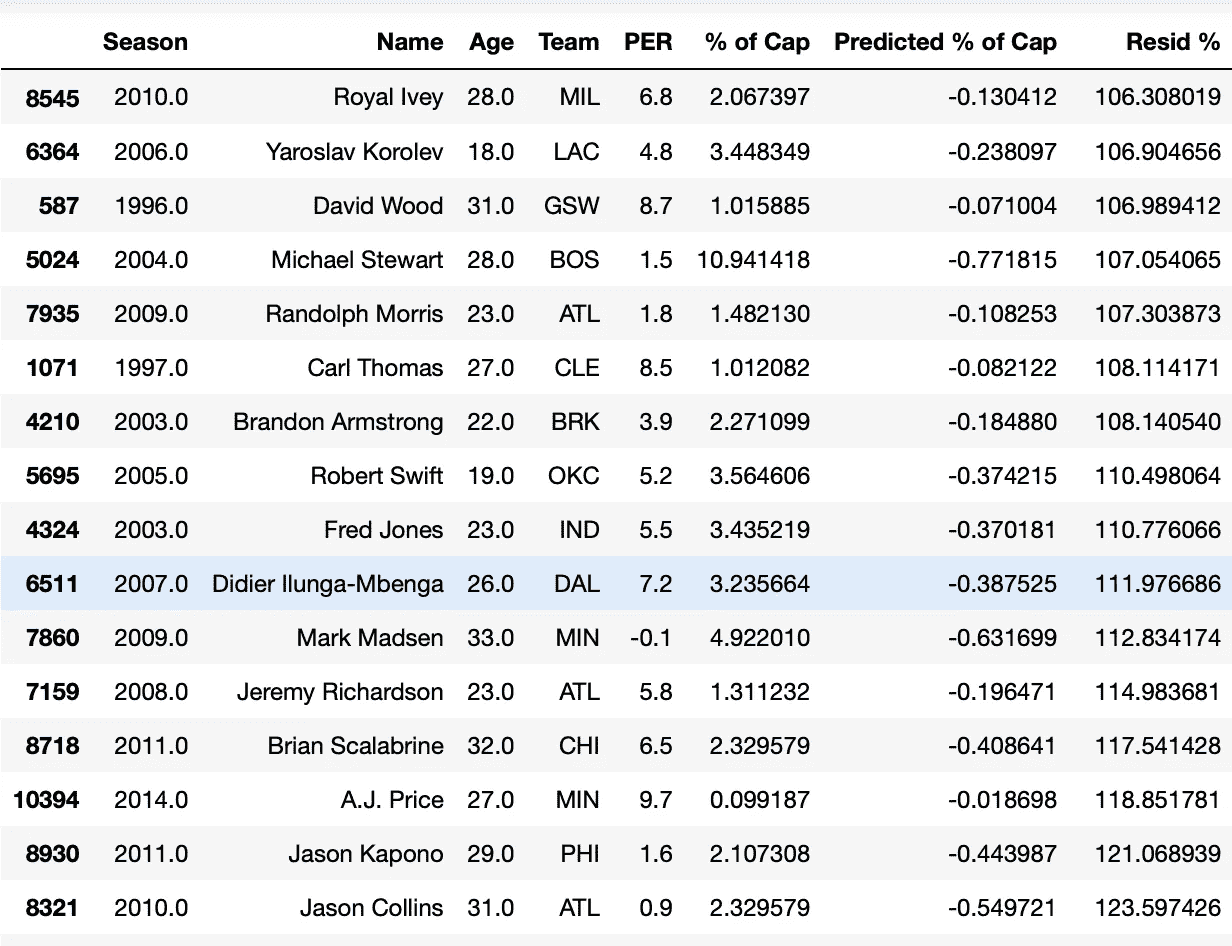 Season Name Age Team PER % of Cap Predicted % of Cap Resid %
8545 2010.0 Royal Ivey 28.0 MIL 6.8 2.067397 -0.130412 106.308019
6364 2006.0 Yaroslav Korolev 18.0 LAC 4.8 3.448349 -0.238097 106.904656
587 1996.0 David Wood 31.0 GSW 8.7 1.015885 -0.071004 106.989412
5024 2004.0 Michael Stewart 28.0 BOS 1.5 10.941418 -0.771815 107.054065
7935 2009.0 Randolph Morris 23.0 ATL 1.8 1.482130 -0.108253 107.303873
1071 1997.0 Carl Thomas 27.0 CLE 8.5 1.012082 -0.082122 108.114171
4210 2003.0 Brandon Armstrong 22.0 BRK 3.9 2.271099 -0.184880 108.140540
5695 2005.0 Robert Swift 19.0 OKC 5.2 3.564606 -0.374215 110.498064
4324 2003.0 Fred Jones 23.0 IND 5.5 3.435219 -0.370181 110.776066
6511 2007.0 Didier Ilunga-Mbenga 26.0 DAL 7.2 3.235664 -0.387525 111.976686
7860 2009.0 Mark Madsen 33.0 MIN -0.1 4.922010 -0.631699 112.834174
7159 2008.0 Jeremy Richardson 23.0 ATL 5.8 1.311232 -0.196471 114.983681
8718 2011.0 Brian Scalabrine 32.0 CHI 6.5 2.329579 -0.408641 117.541428
10394 2014.0 A.J. Price 27.0 MIN 9.7 0.099187 -0.018698 118.851781
8930 2011.0 Jason Kapono 29.0 PHI 1.6 2.107308 -0.443987 121.068939
8321 2010.0 Jason Collins 31.0 ATL 0.9 2.329579 -0.549721 123.597426